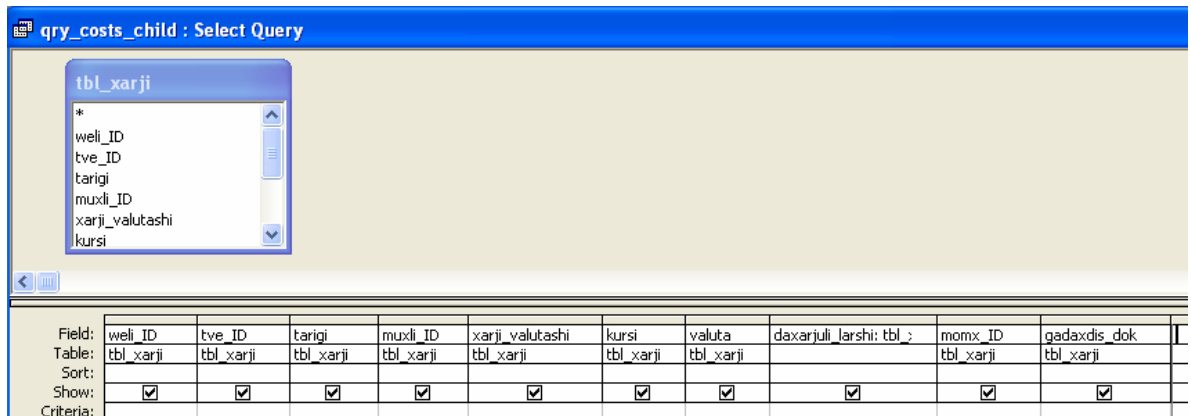 qry_costs_child : Select Query
tbl_xarji
*
weli_ID
tve_ID
tarigi
muxli_ID
xarji_valutashi
kursi
Field: weli_ID tve_ID tarigi muxli_ID xarji_valutashi kursi valuta daxarjuli_larshi: tbl_ momx_ID gadaxdis_dok
Table: tbl_xarji tbl_xarji tbl_xarji tbl_xarji tbl_xarji tbl_xarji tbl_xarji tbl_xarji tbl_xarji
Sort:
Show:
Criteria: